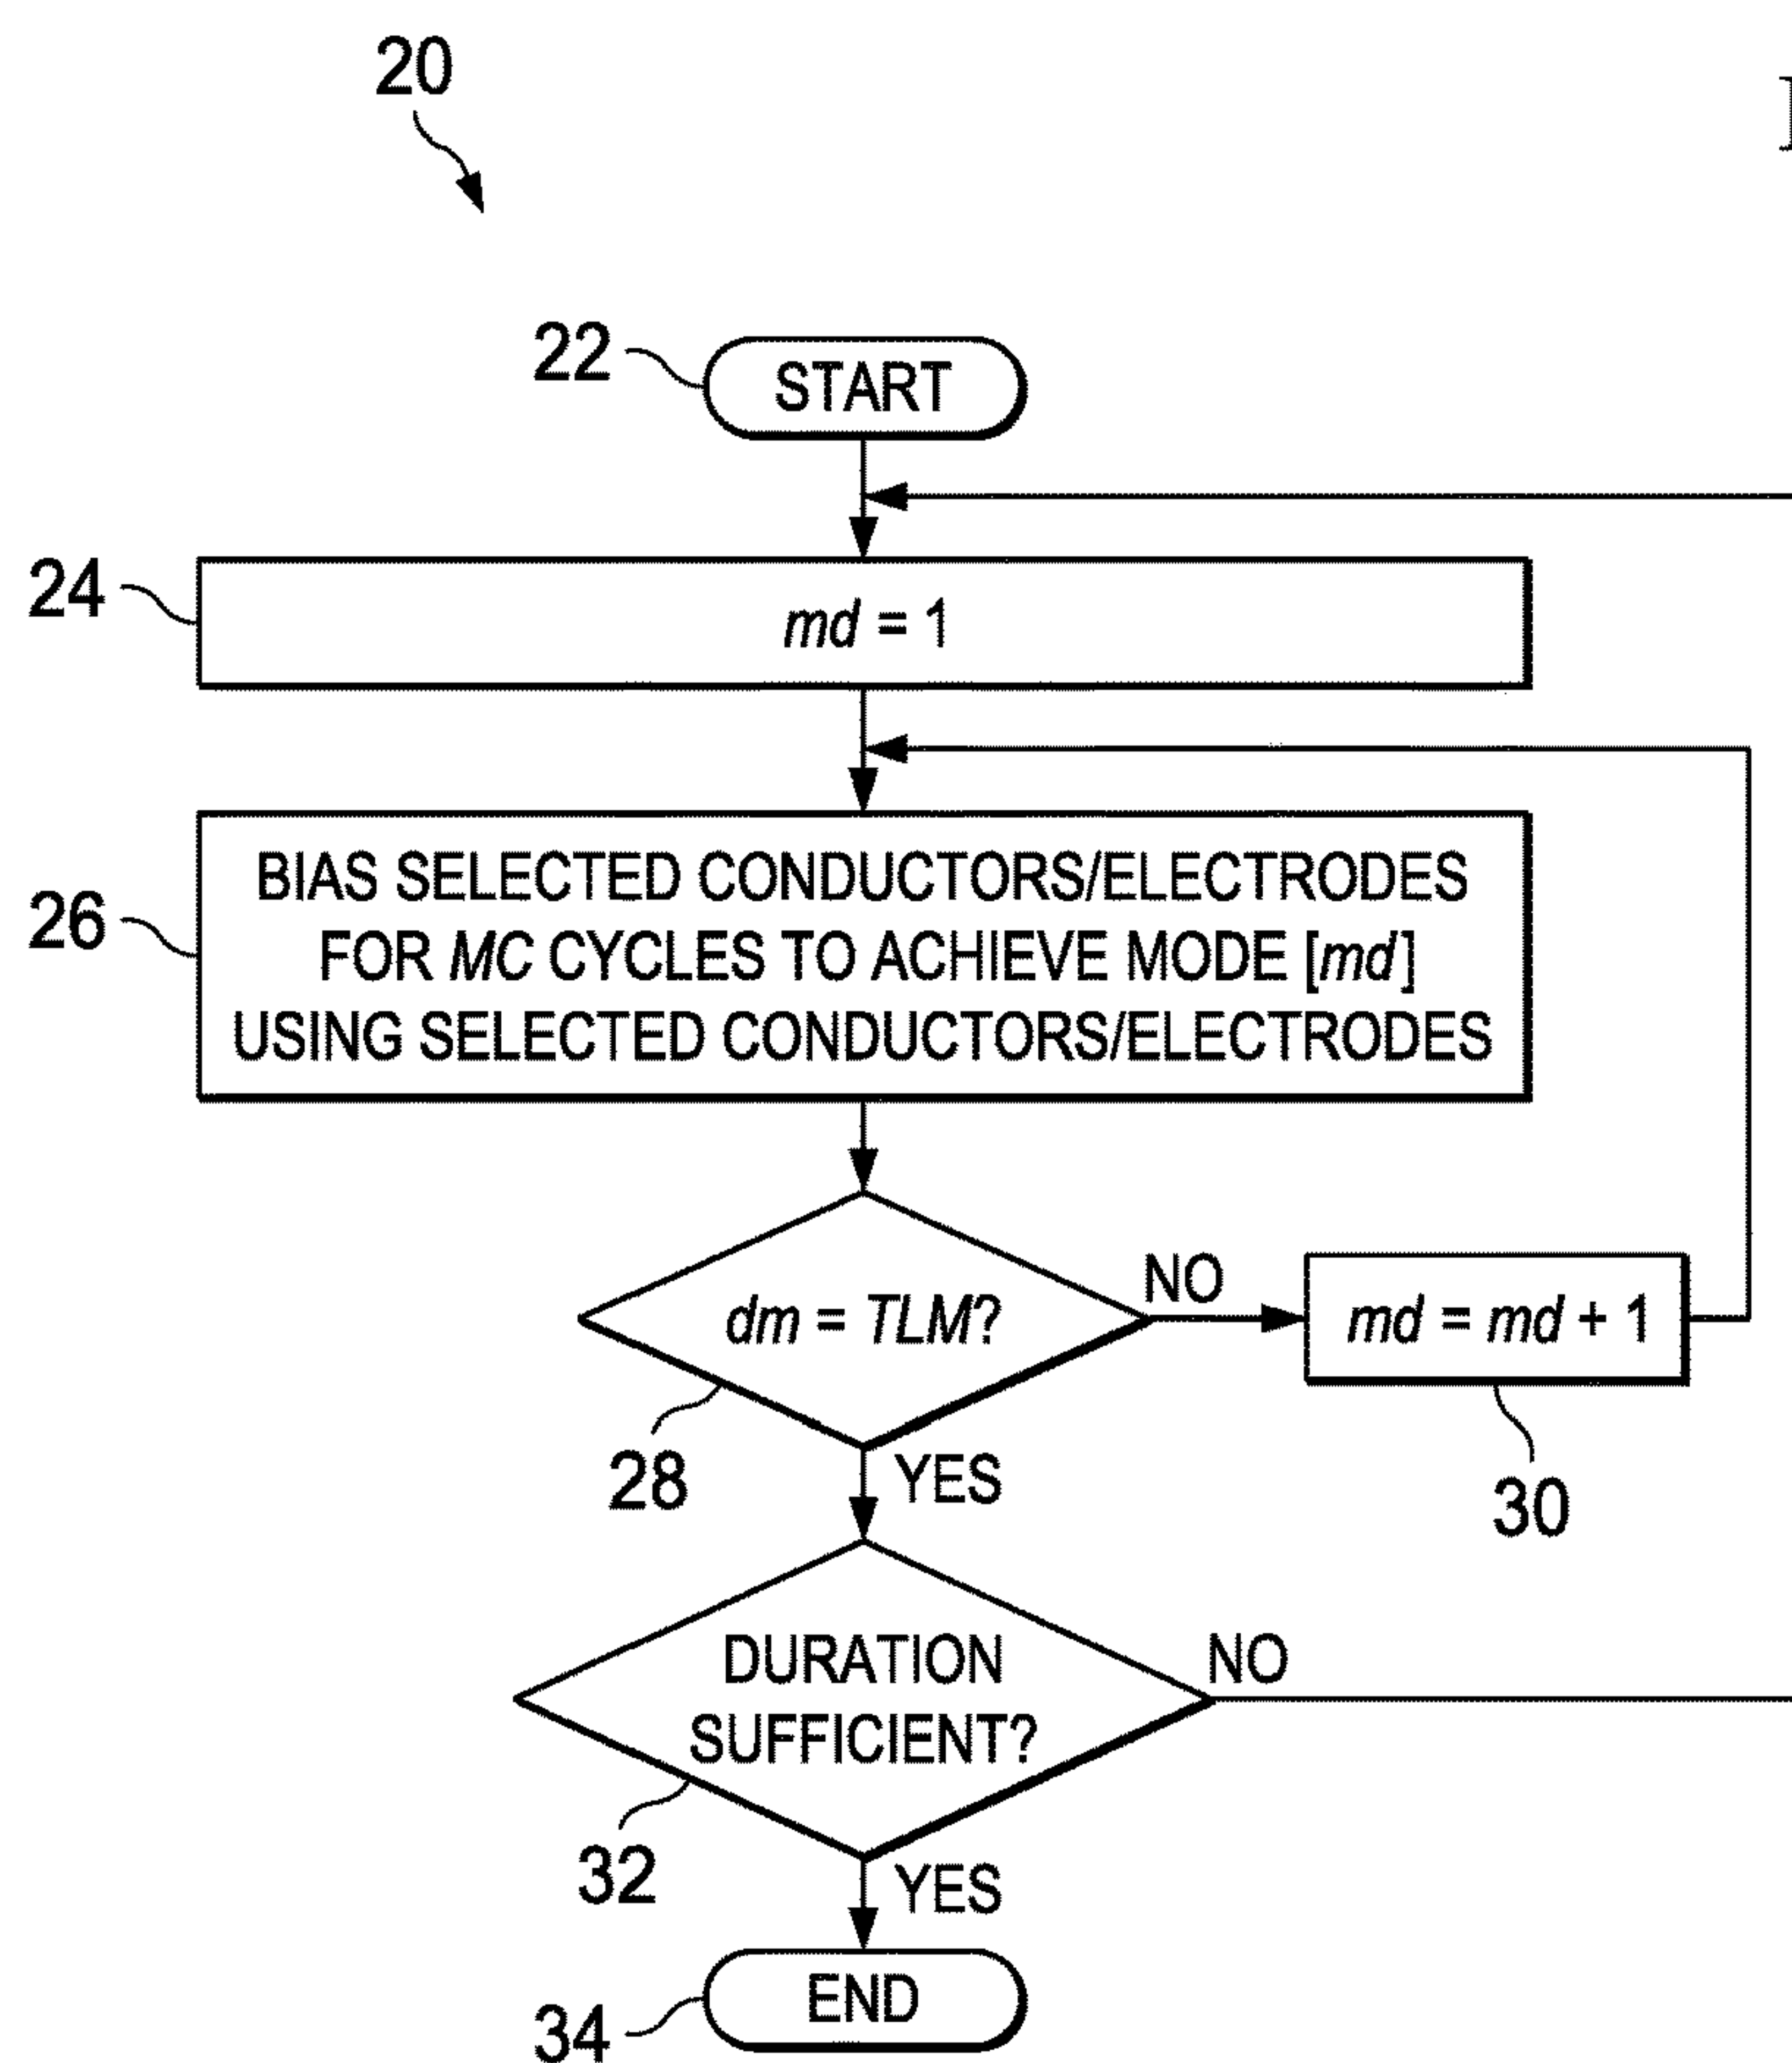 20
22
START
24
md = 1
26
BIAS SELECTED CONDUCTORS/ELECTRODES
FOR MC CYCLES TO ACHIEVE MODE [md]
USING SELECTED CONDUCTORS/ELECTRODES
dm = TLM?
NO
md = md + 1
28
YES
30
DURATION
SUFFICIENT?
NO
32
YES
END
34